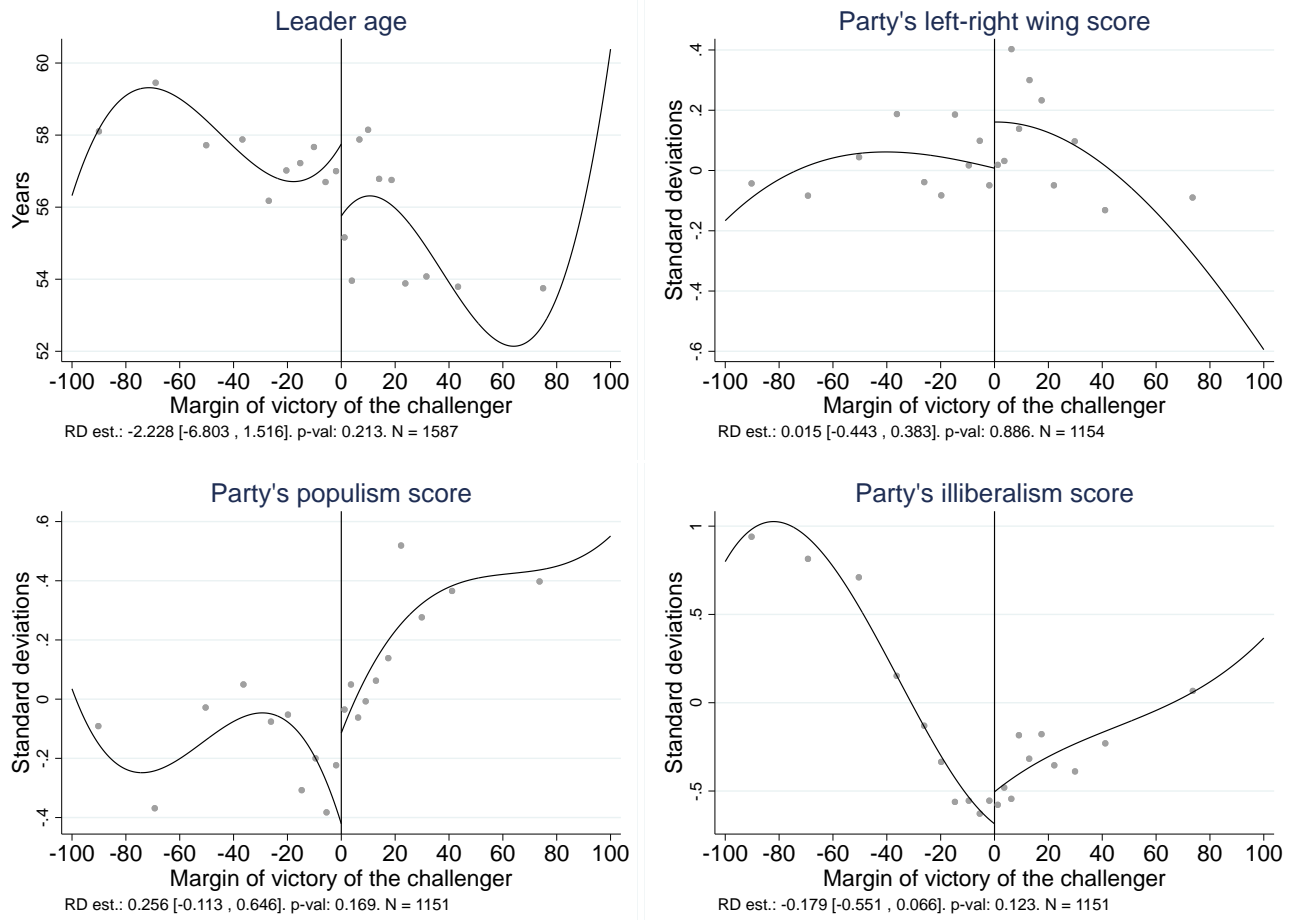 Leader age
Years
60
58
56
54
52
-100 -80 -60 -40 -20 0 20 40 60 80 100
Margin of victory of the challenger
RD est.: -2.228 [-6.803 , 1.516]. p-val: 0.213. N = 1587
Party's left-right wing score
Standard deviations
.4
.2
0
-.2
-.4
-.6
-100 -80 -60 -40 -20 0 20 40 60 80 100
Margin of victory of the challenger
RD est.: 0.015 [-0.443 , 0.383]. p-val: 0.886. N = 1154
Party's populism score
Standard deviations
.6
.4
.2
0
-.2
-.4
-100 -80 -60 -40 -20 0 20 40 60 80 100
Margin of victory of the challenger
RD est.: 0.256 [-0.113 , 0.646]. p-val: 0.169. N = 1151
Party's illiberalism score
Standard deviations
1
.5
0
-.5
-100 -80 -60 -40 -20 0 20 40 60 80 100
Margin of victory of the challenger
RD est.: -0.179 [-0.551 , 0.066]. p-val: 0.123. N = 1151